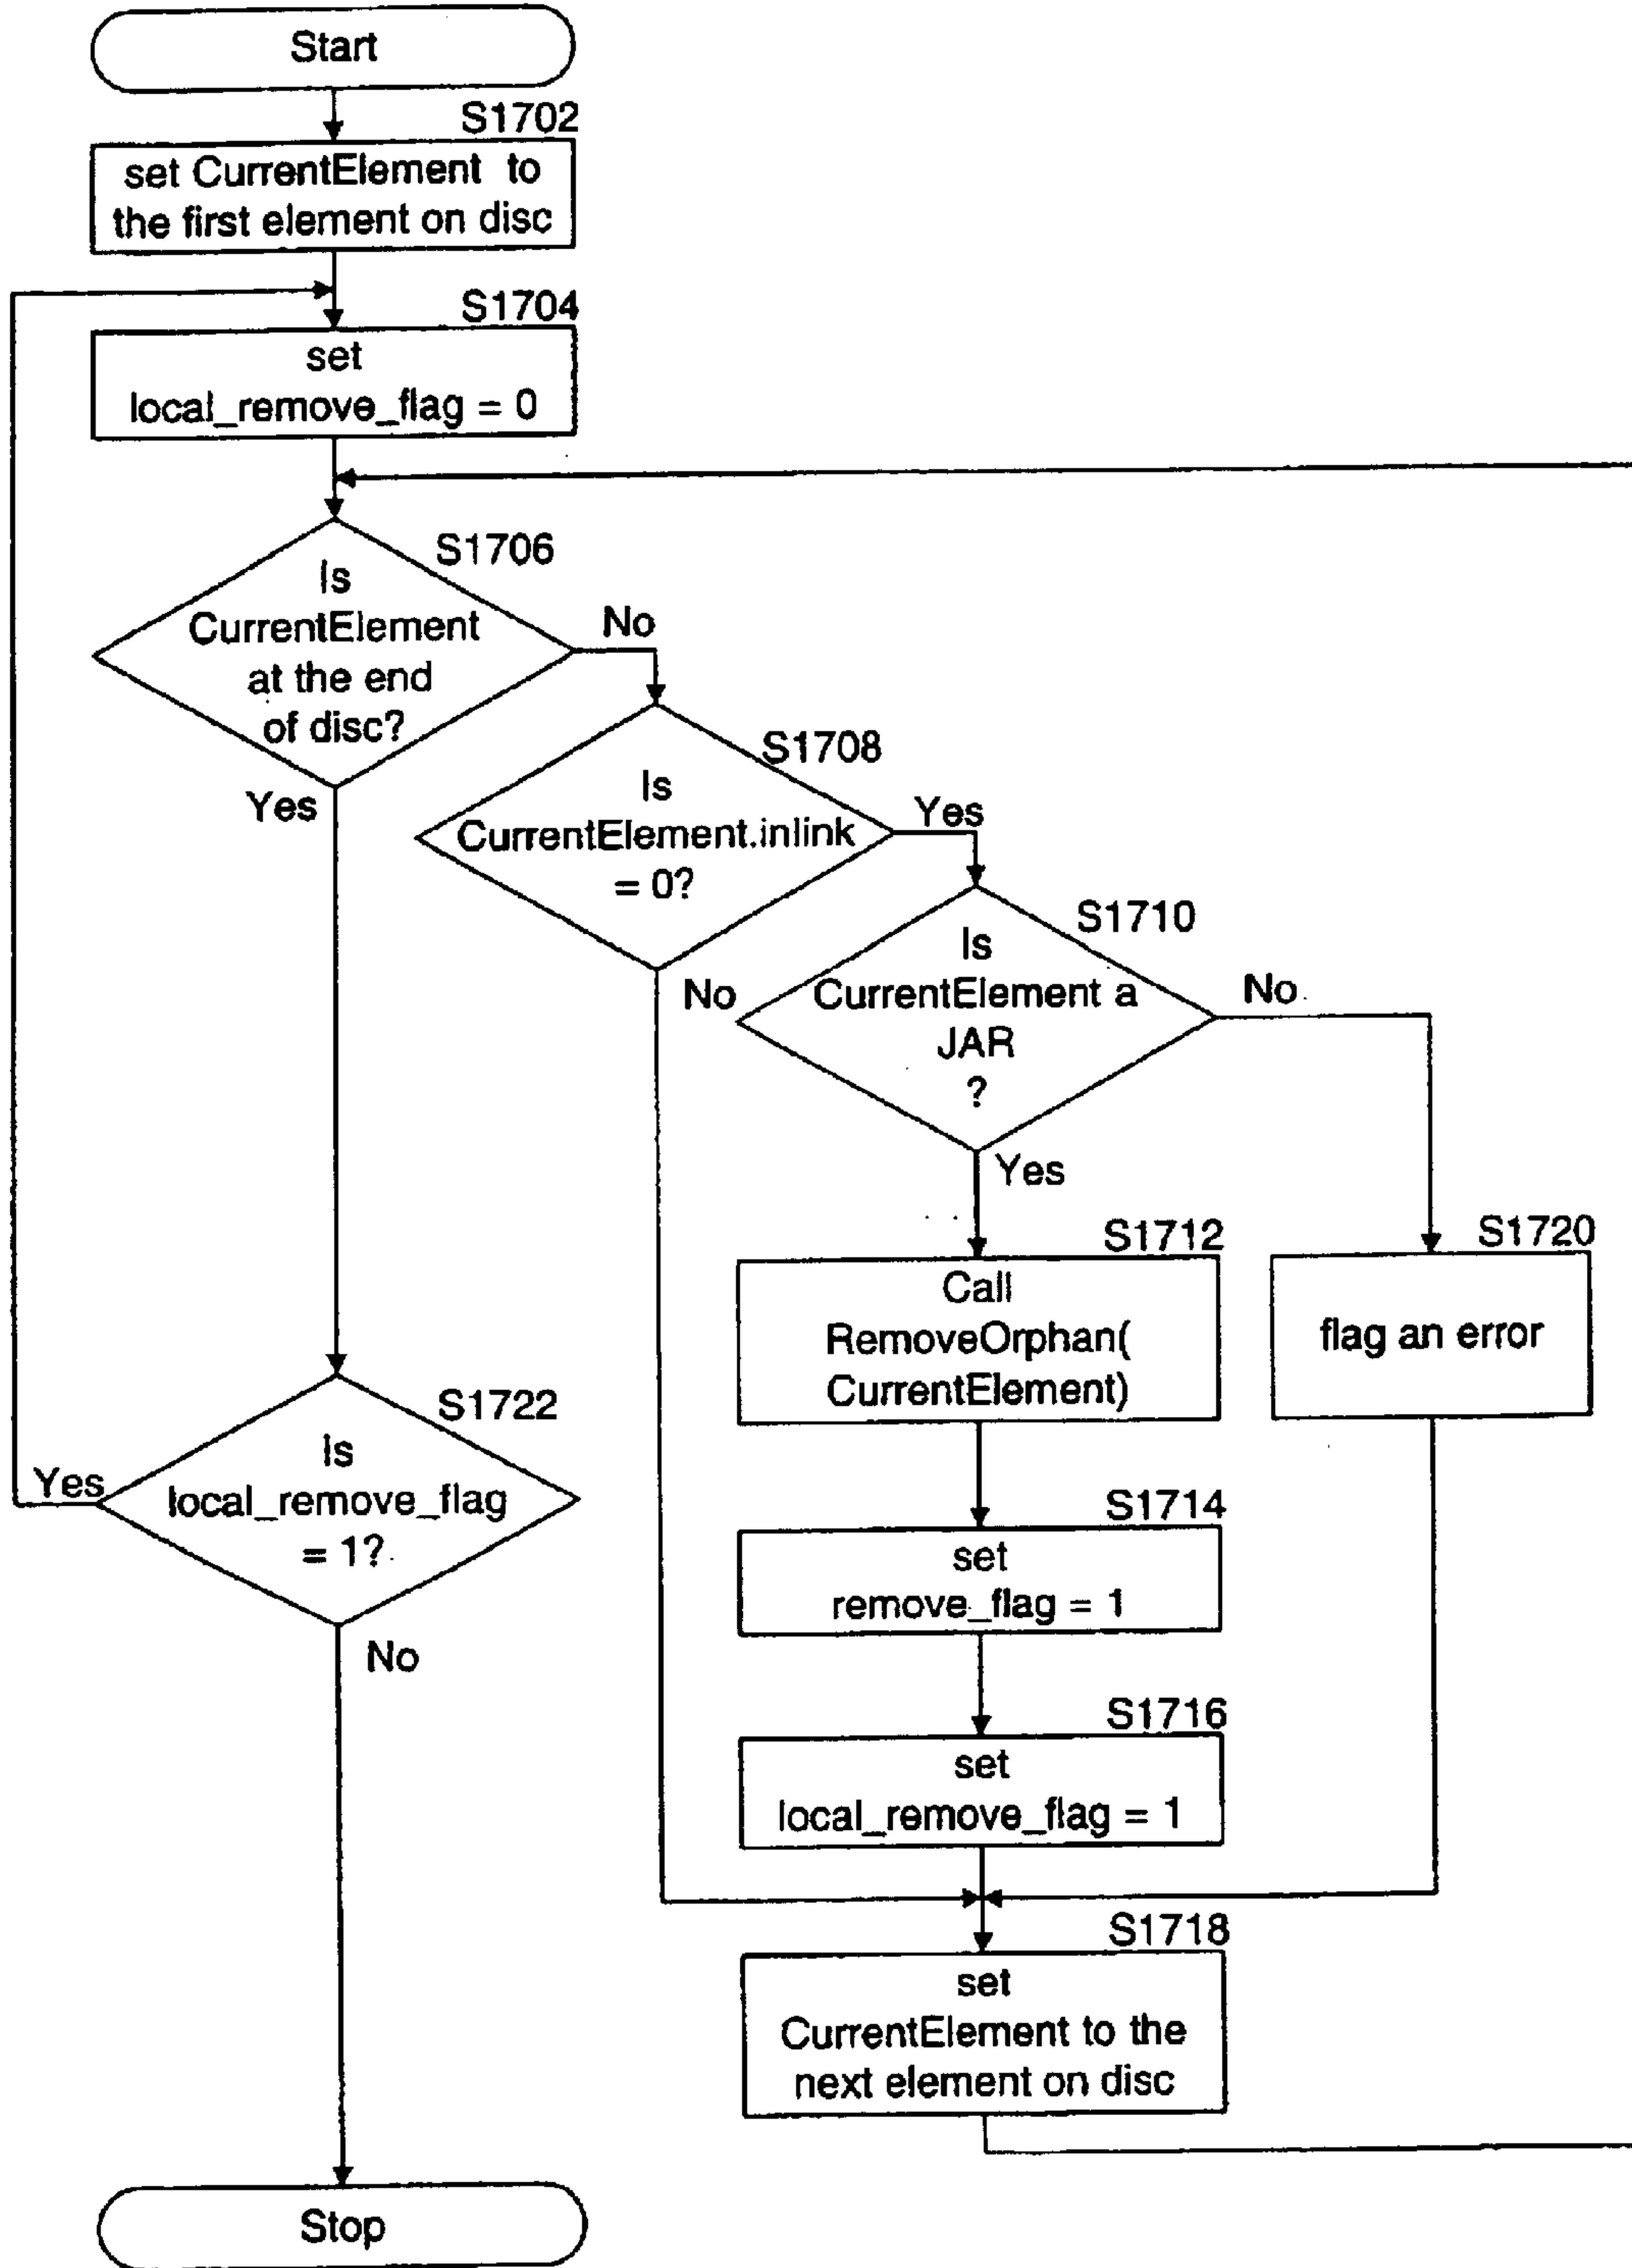 Start
S1702
set CurrentElement to
the first element on disc
S1704
set
local_remove_flag = 0
S1706
Is
CurrentElement
at the end
of disc?
No
Yes
S1708
Is
CurrentElement.inlink
= 0?
Yes
No
S1710
Is
CurrentElement a
JAR
?
No
Yes
S1712
Call
RemoveOrphan(
CurrentElement)
S1720
flag an error
S1714
set
remove_flag = 1
S1716
set
local_remove_flag = 1
S1718
set
CurrentElement to the
next element on disc
S1722
Is
local_remove_flag
= 1?
Yes
No
Stop